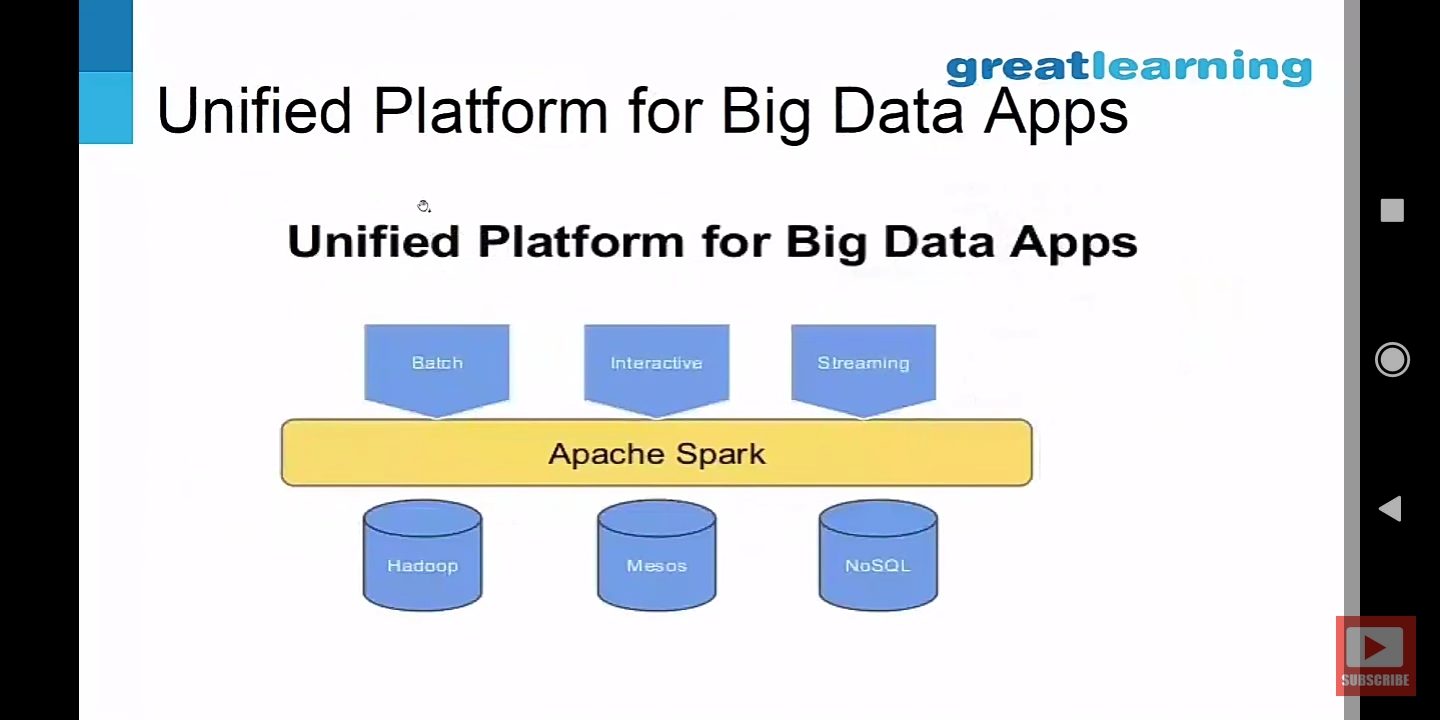 greatlearning
Unified Platform for Big Data Apps
Unified Platform for Big Data Apps
Batch
Interactive
Streaming
Apache Spark
Hadoop
Mesos
NoSQL
SUBSCRIBE